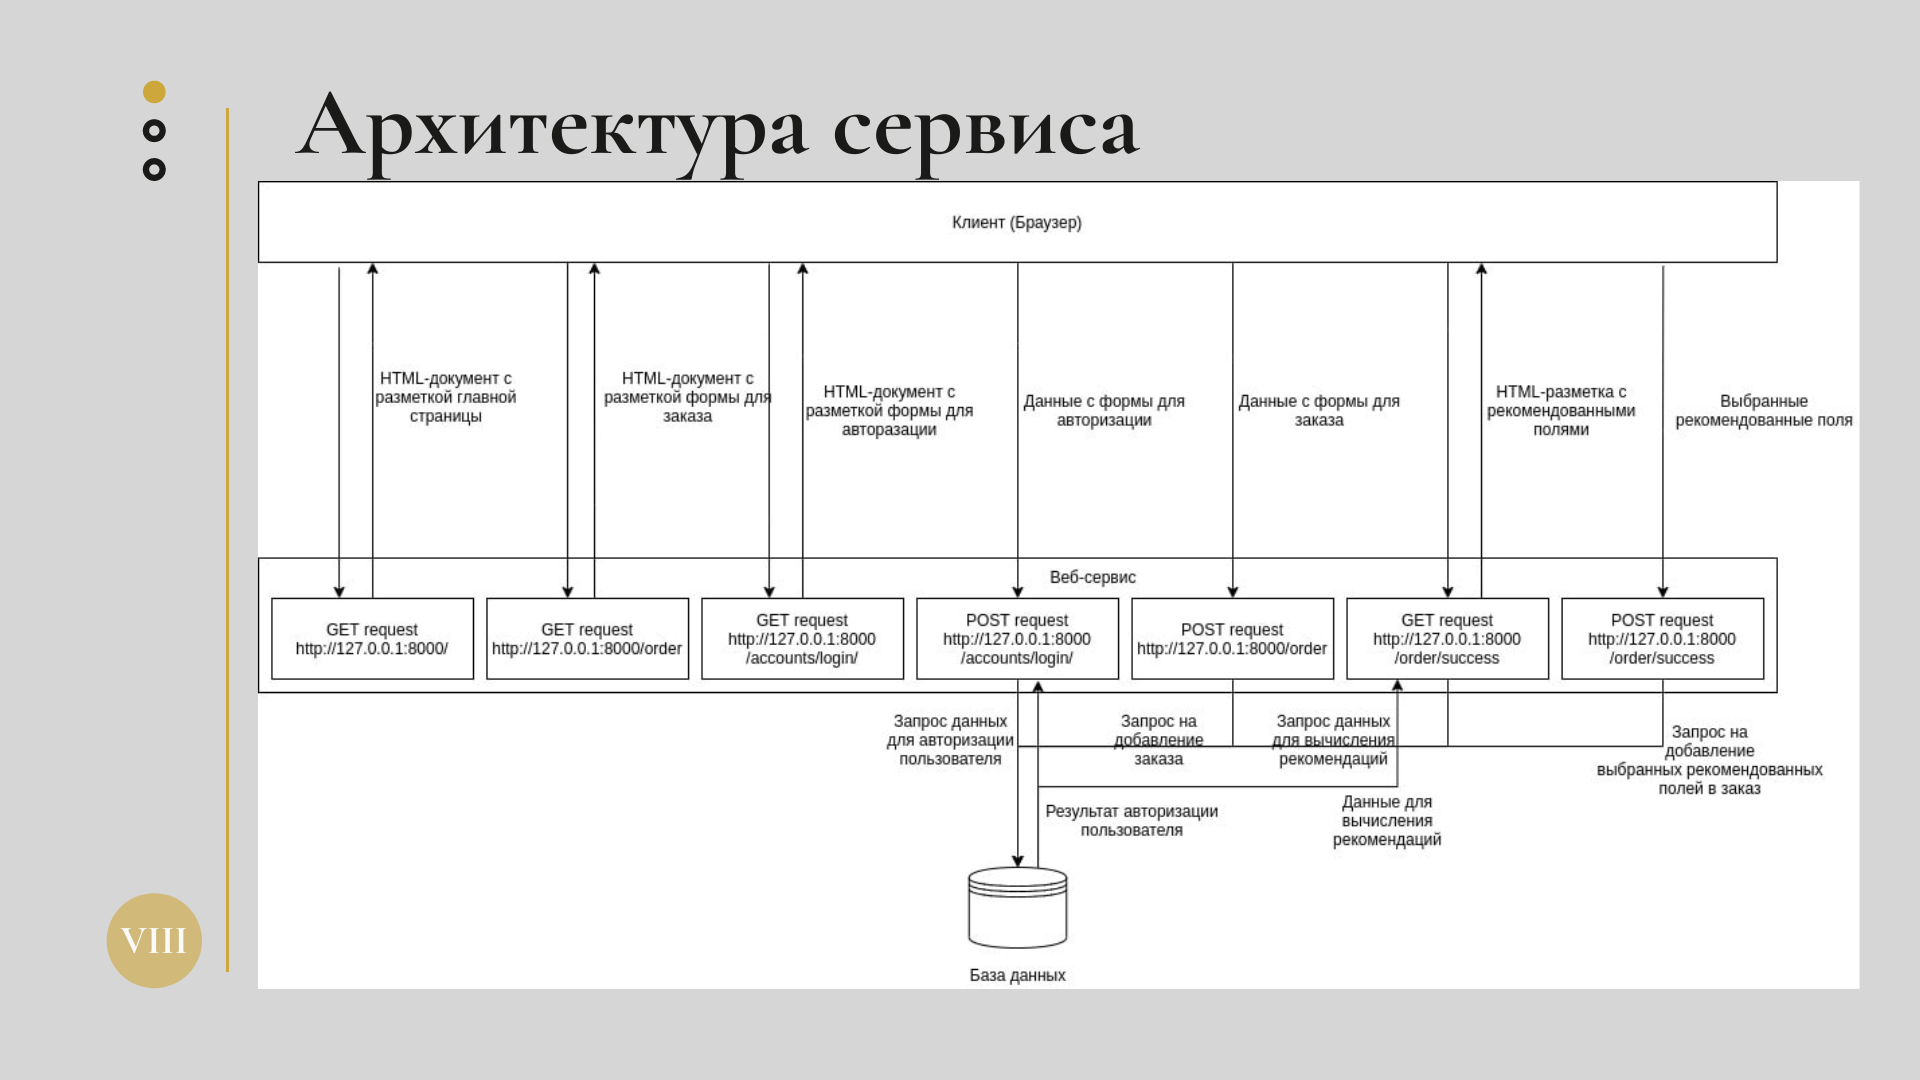 Архитектура сервиса
Клиент (Браузер)
HTML-документ с
разметкой главной
страницы
HTML-документ с
разметкой формы для
заказа
HTML-документ с
разметкой формы для
авторазации
Данные с формы для
авторизации
Данные с формы для
заказа
HTML-разметка с
рекомендованными
полями
Выбранные
рекомендованные поля
Веб-сервис
GET request
http://127.0.0.1:8000/
GET request
http://127.0.0.1:8000/order
GET request
http://127.0.0.1:8000
/accounts/login/
POST request
http://127.0.0.1:8000
/accounts/login/
POST request
http://127.0.0.1:8000/order
GET request
http://127.0.0.1:8000
/order/success
POST request
http://127.0.0.1:8000
/order/success
Запрос данных
для авторизации
пользователя
Запрос на
добавление
заказа
Запрос данных
для вычисления
рекомендаций
Запрос на
добавление
выбранных рекомендованных
полей в заказ
Результат авторизации
пользователя
Данные для
вычисления
рекомендаций
База данных
VIII